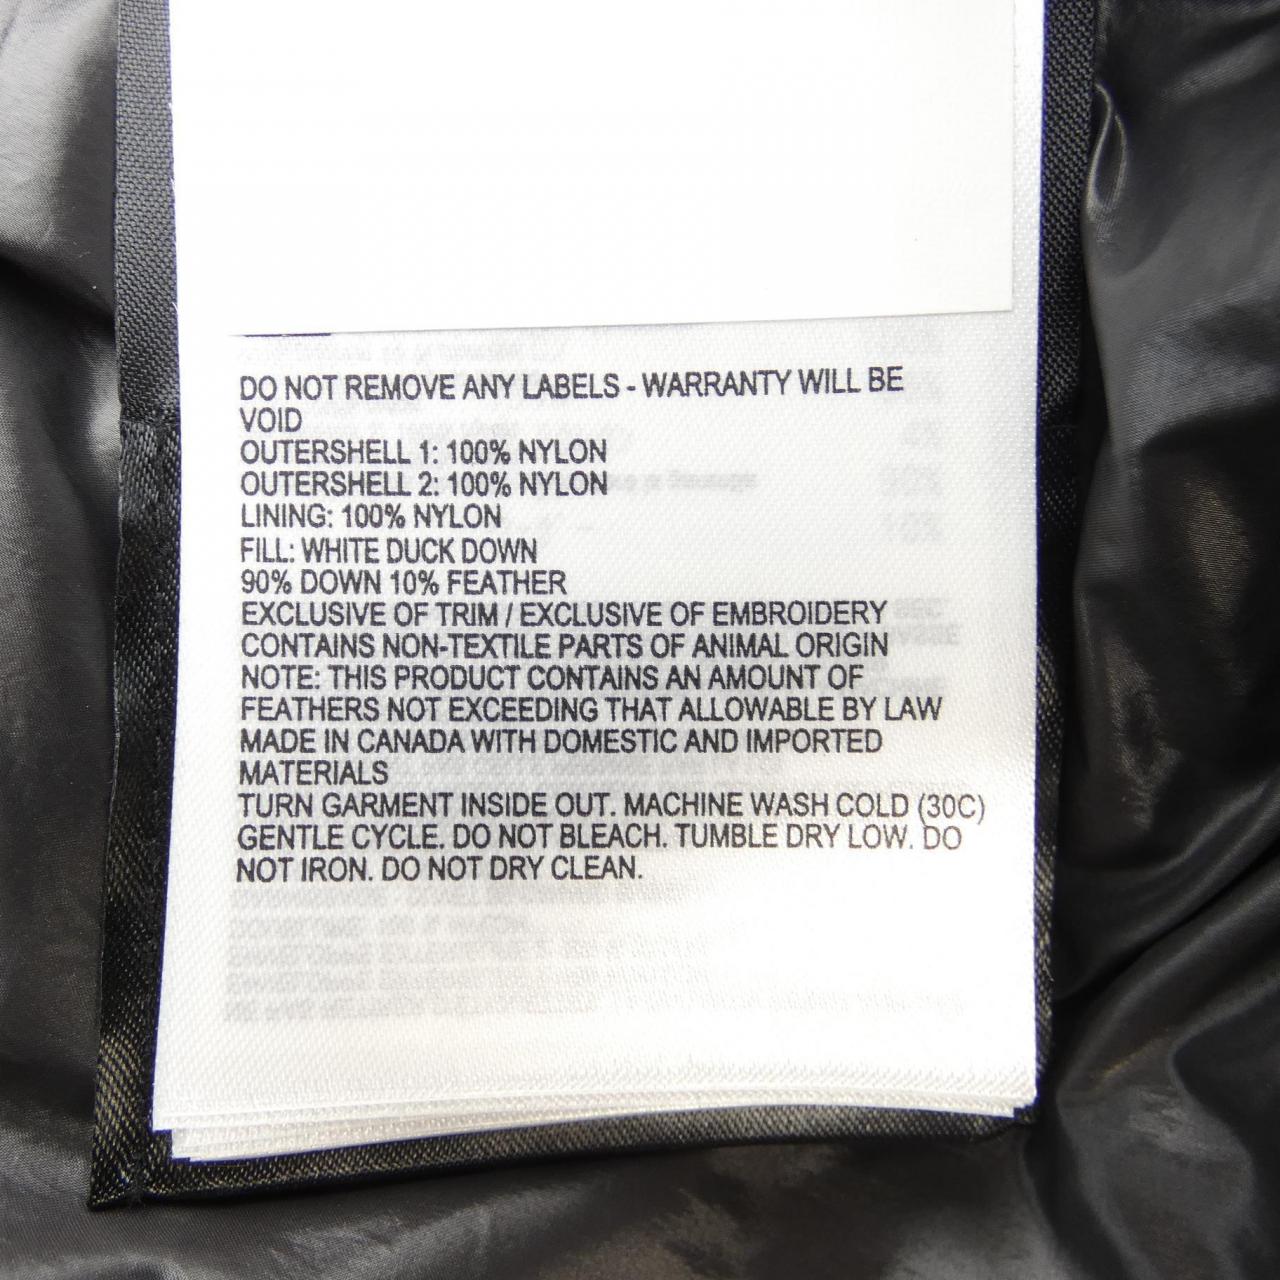 DO NOT REMOVE ANY LABELS - WARRANTY WILL BE
VOID
OUTERSHELL 1: 100% NYLON
OUTERSHELL 2: 100% NYLON
LINING: 100% NYLON
FILL: WHITE DUCK DOWN
90% DOWN 10% FEATHER
EXCLUSIVE OF TRIM / EXCLUSIVE OF EMBROIDERY
CONTAINS NON-TEXTILE PARTS OF ANIMAL ORIGIN
NOTE: THIS PRODUCT CONTAINS AN AMOUNT OF
FEATHERS NOT EXCEEDING THAT ALLOWABLE BY LAW
MADE IN CANADA WITH DOMESTIC AND IMPORTED
MATERIALS
TURN GARMENT INSIDE OUT. MACHINE WASH COLD (30C)
GENTLE CYCLE. DO NOT BLEACH. TUMBLE DRY LOW. DO
NOT IRON. DO NOT DRY CLEAN.